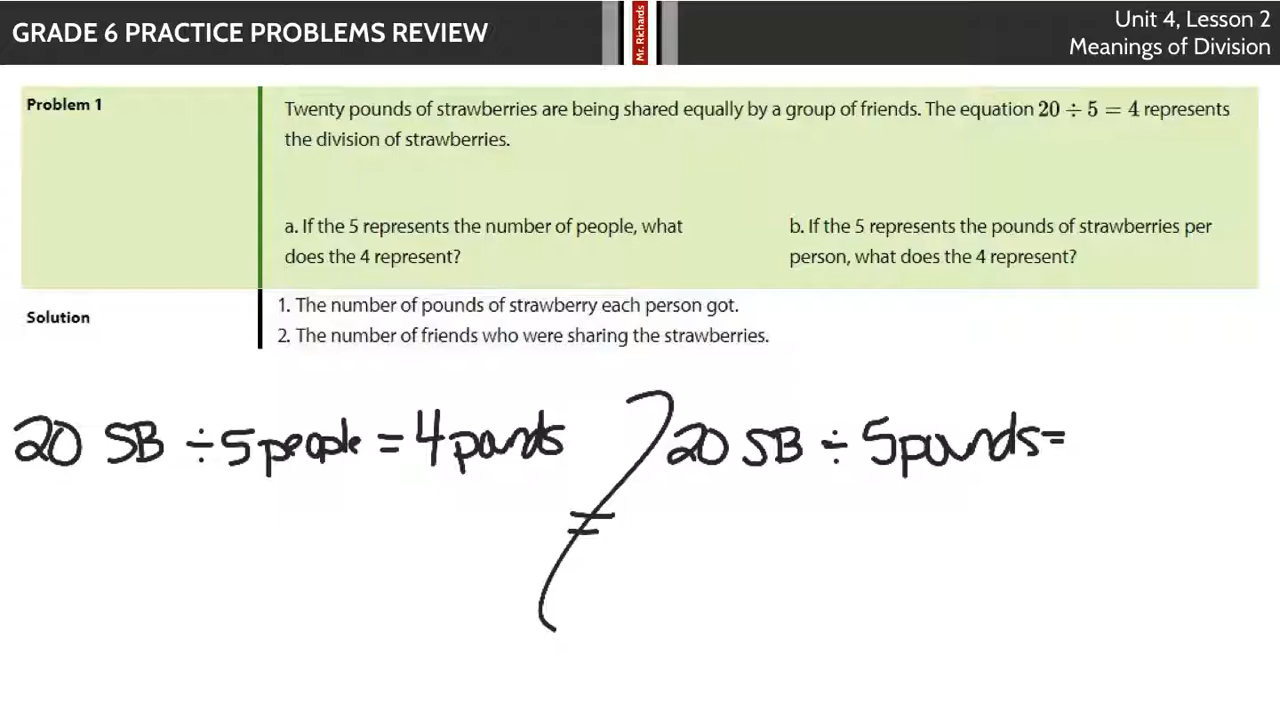 GRADE 6 PRACTICE PROBLEMS REVIEW
Mr. Richards
Unit 4, Lesson 2
Meanings of Division
Problem 1
Twenty pounds of strawberries are being shared equally by a group of friends. The equation 20 ÷ 5 = 4 represents
the division of strawberries.
a. If the 5 represents the number of people, what
does the 4 represent?
b. If the 5 represents the pounds of strawberries per
person, what does the 4 represent?
Solution
1. The number of pounds of strawberry each person got.
2. The number of friends who were sharing the strawberries.
20 SB ÷ 5 people = 4 pounds
20 SB ÷ 5 pounds =